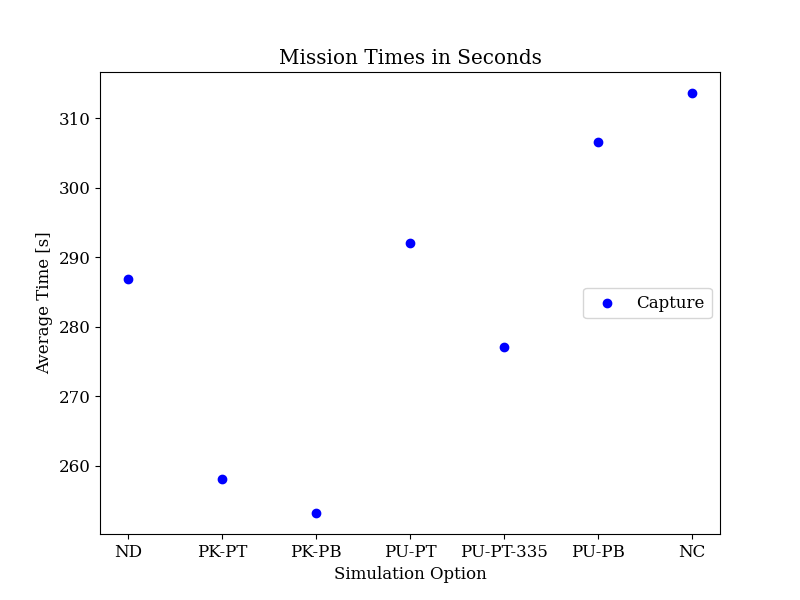 Mission Times in Seconds
310
300
290
280
270
260
Average Time [s]
Capture
ND PK-PT PK-PB PU-PT PU-PT-335 PU-PB NC
Simulation Option